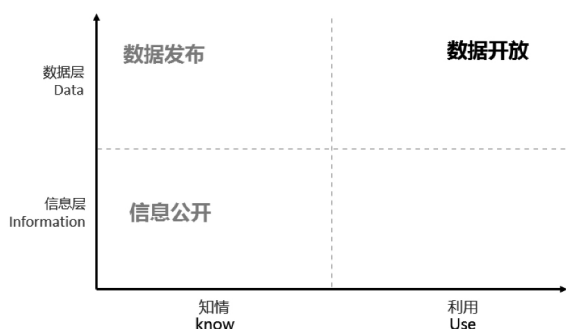 数据发布
数据开放
数据层
Data
信息公开
信息层
Information
知情
know
利用
Use